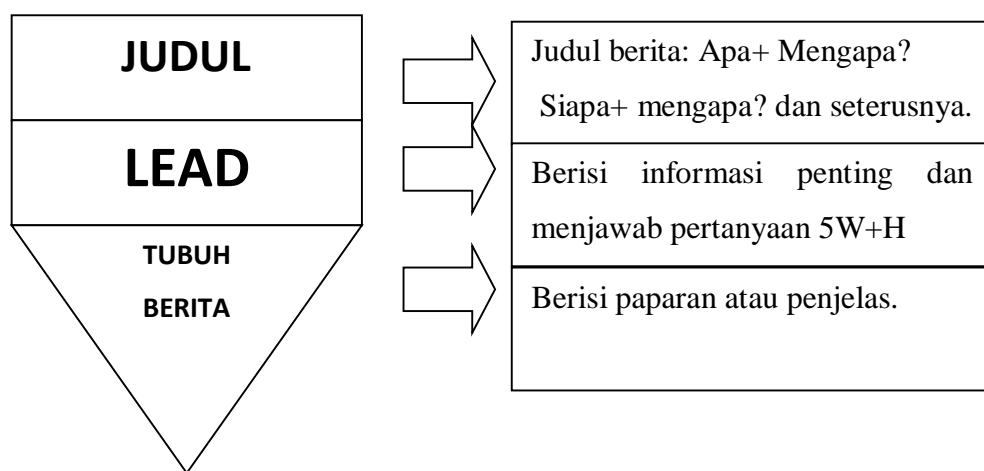 JUDUL
Judul berita: Apa+ Mengapa?
Siapa+ mengapa? dan seterusnya.
LEAD
Berisi informasi penting dan
menjawab pertanyaan 5W+H
TUBUH
BERITA
Berisi paparan atau penjelas.